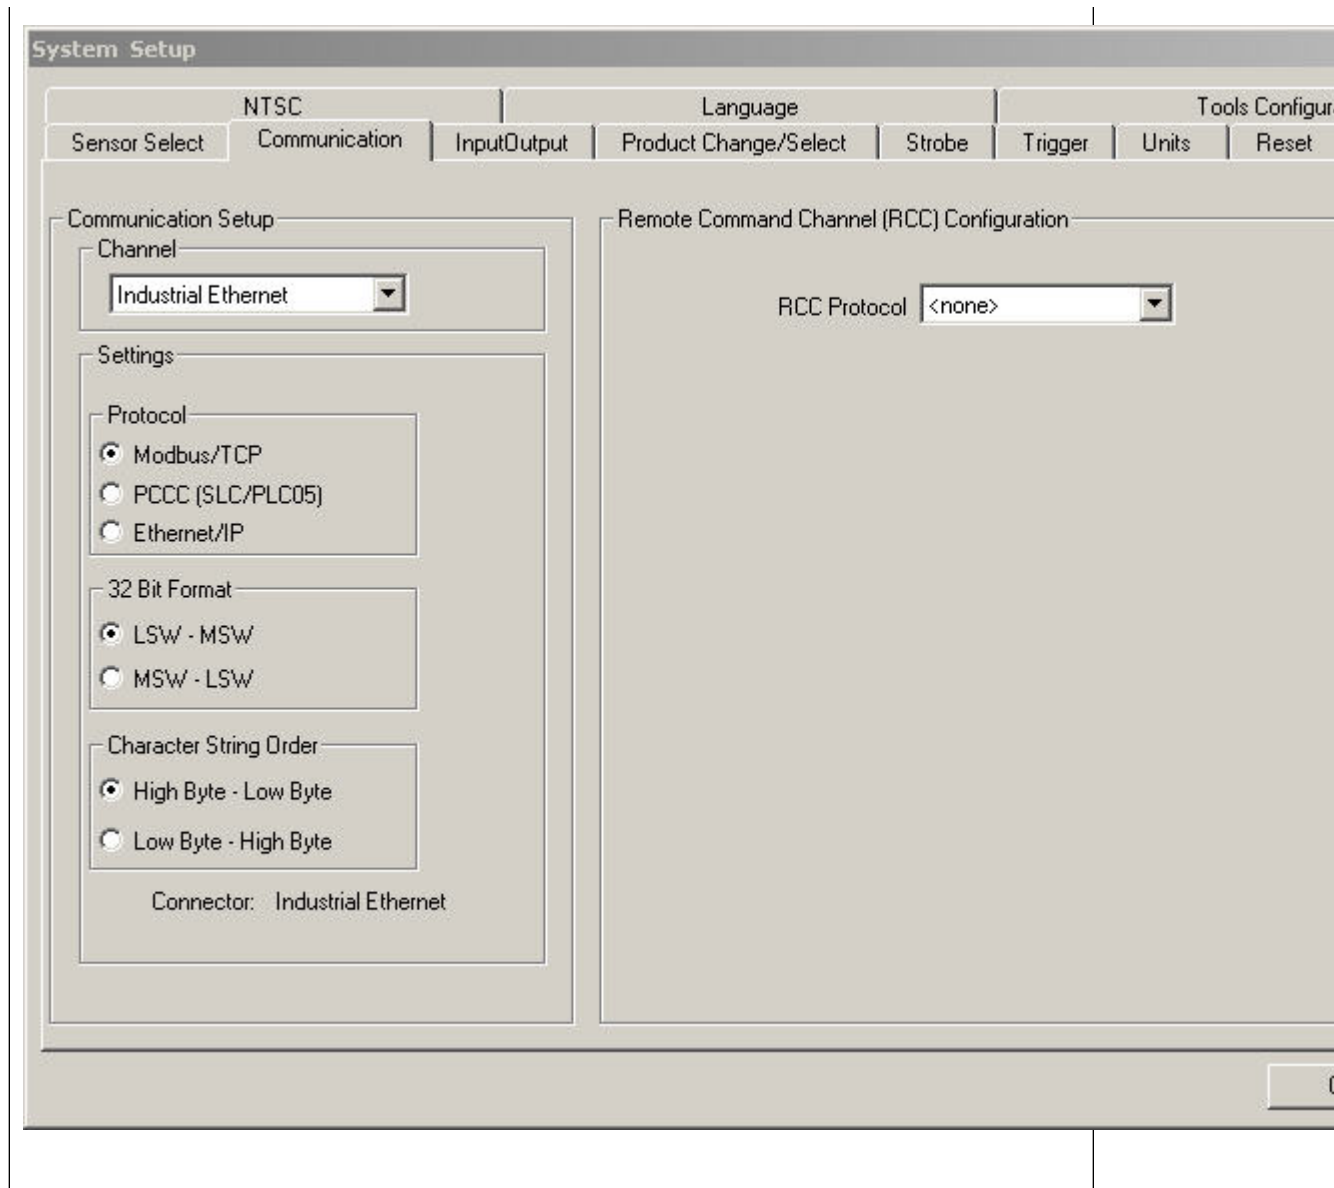 System Setup
NTSC
Language
Tools Configur
Sensor Select
Communication
InputOutput
Product Change/Select
Strobe
Trigger
Units
Reset
Communication Setup
Channel
Industrial Ethernet
Settings
Protocol
Modbus/TCP
PCCC (SLC/PLC05)
Ethernet/IP
32 Bit Format
LSW - MSW
MSW - LSW
Character String Order
High Byte - Low Byte
Low Byte - High Byte
Connector: Industrial Ethernet
Remote Command Channel (RCC) Configuration
RCC Protocol <none>